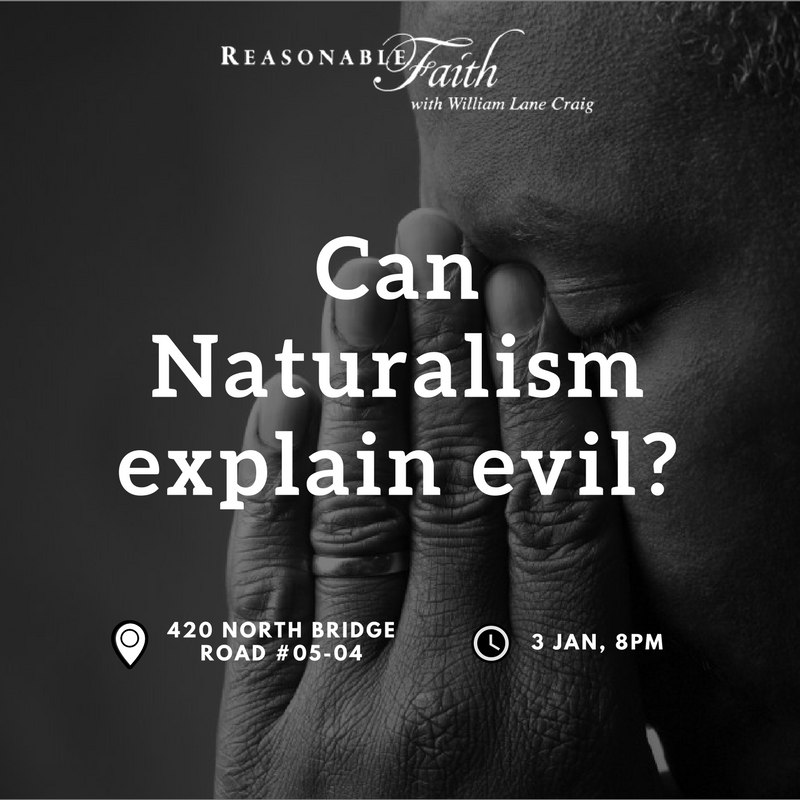 REASONABLE Faith
with William Lane Craig
Can
Naturalism
explain evil?
420 NORTH BRIDGE
ROAD #05-04
3 JAN, 8PM